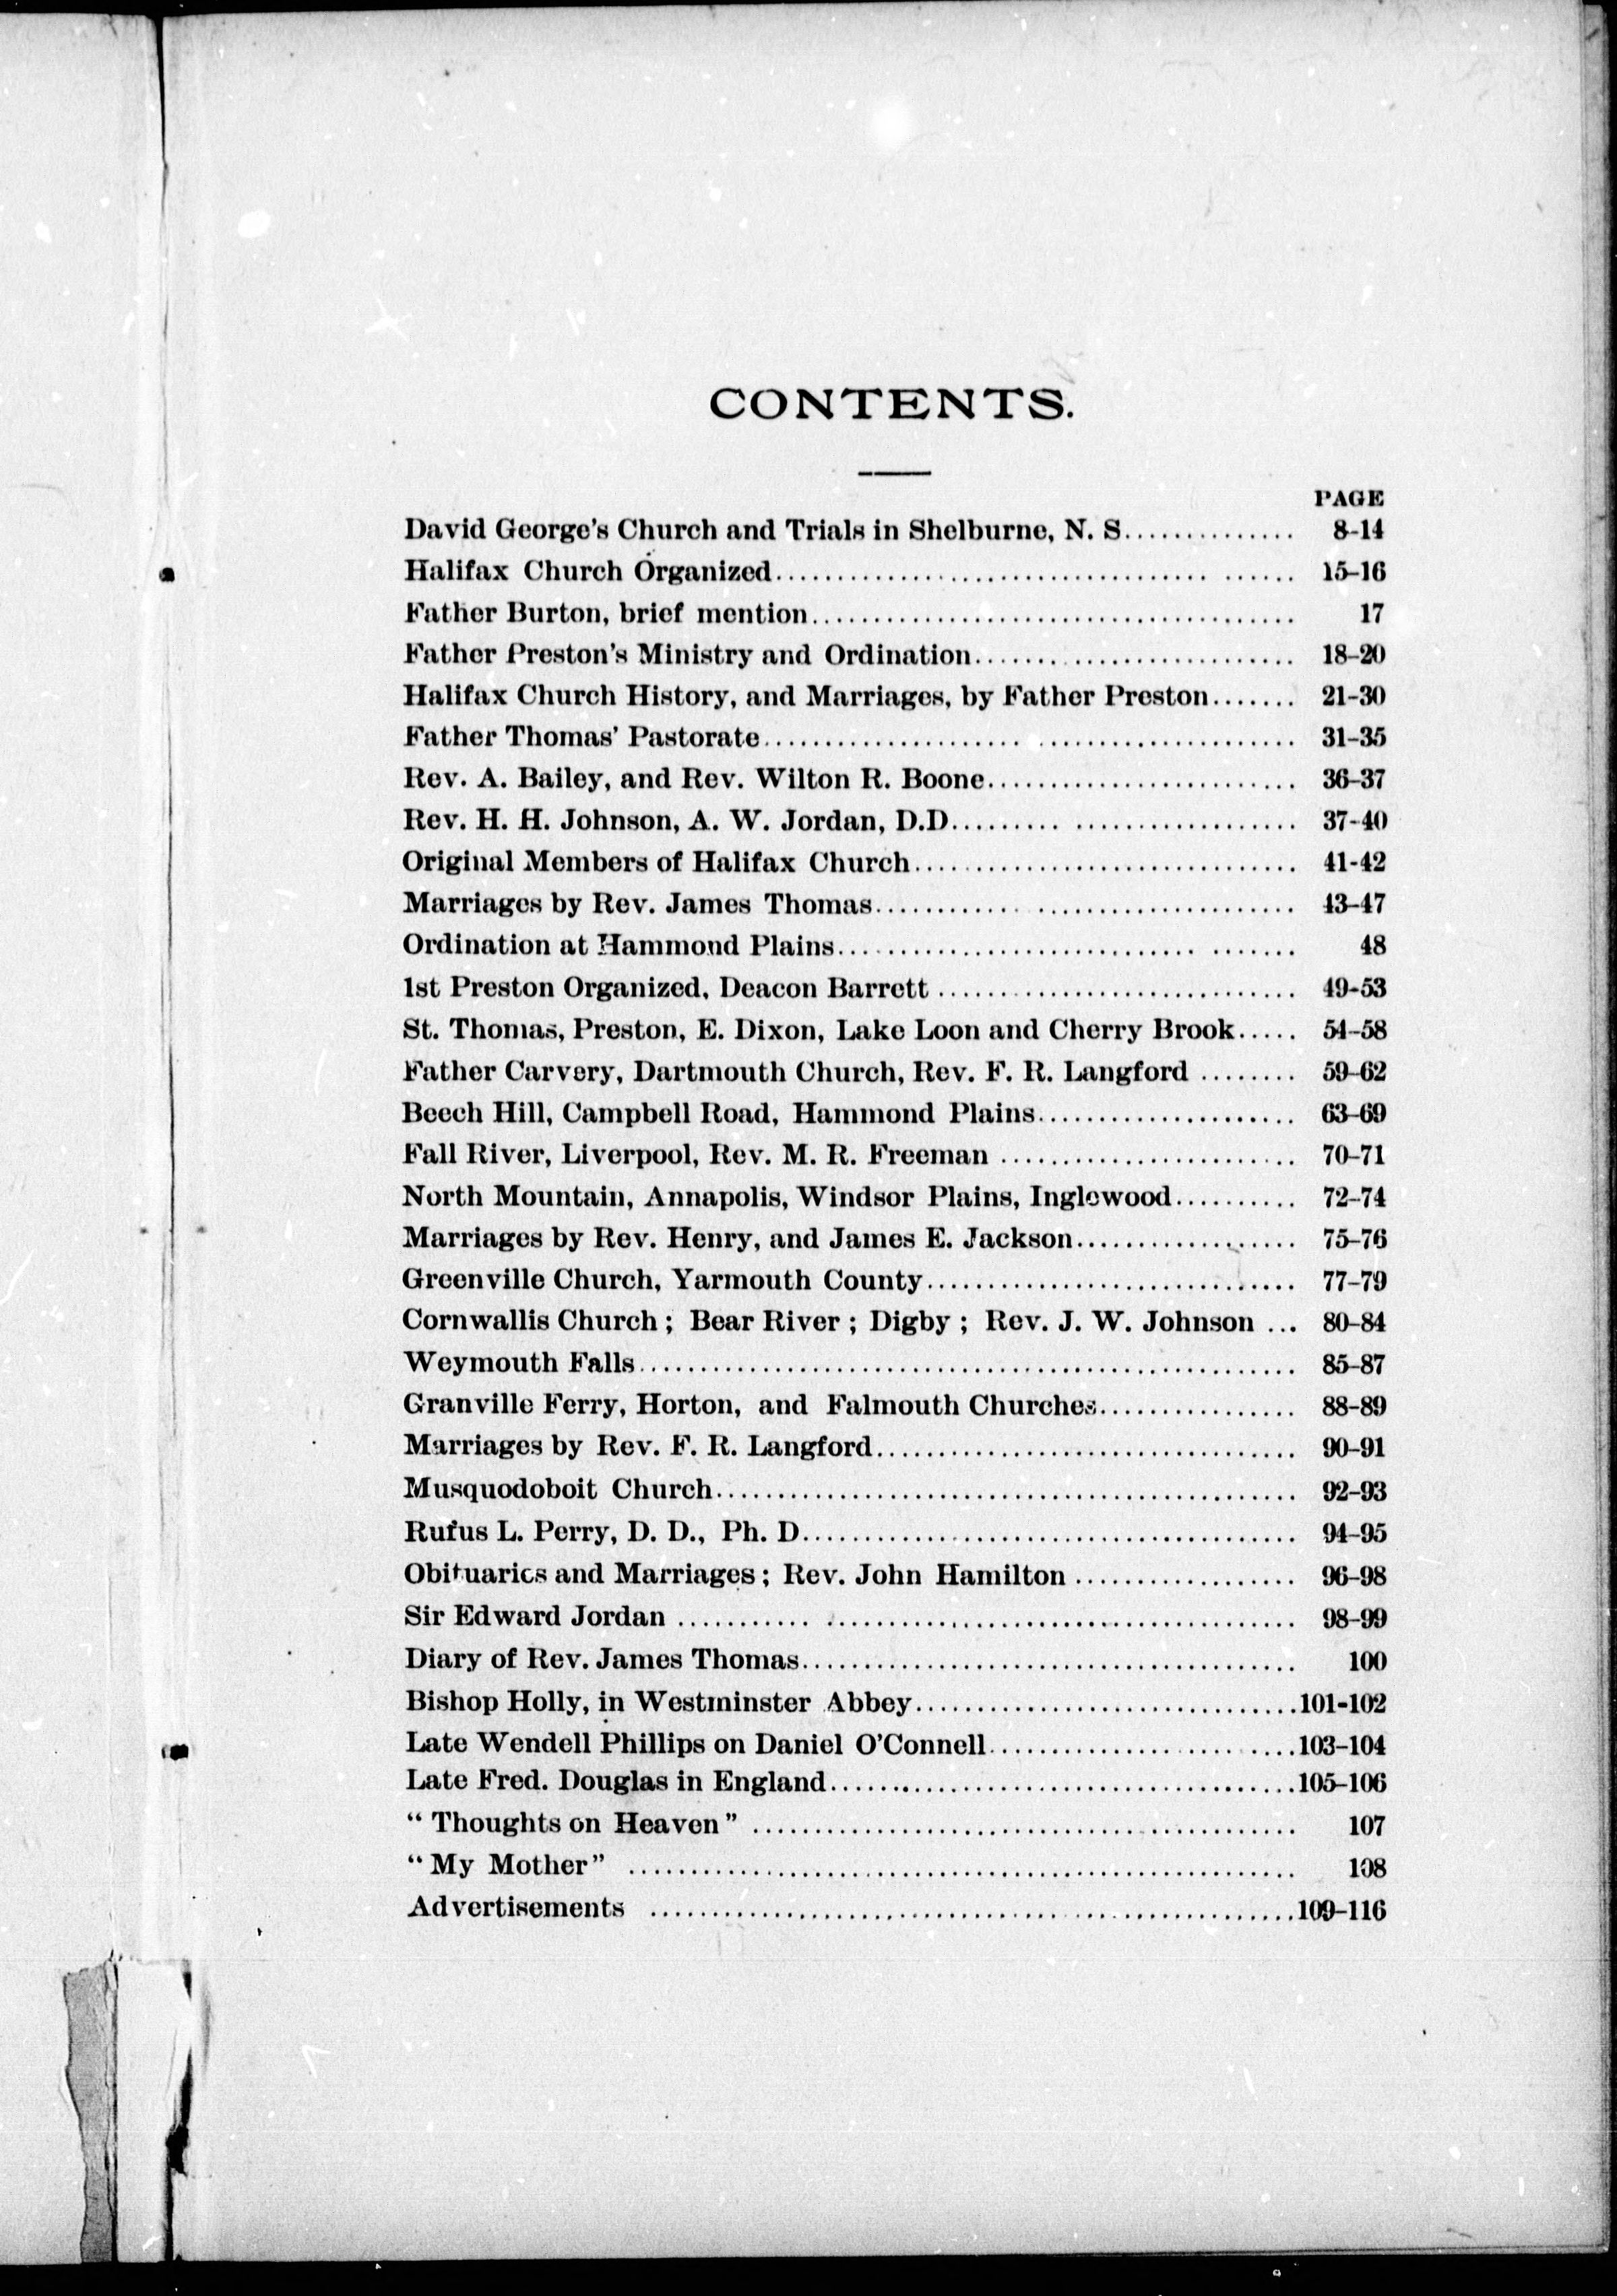 CONTENTS.
PAGE
David George's Church and Trials in Shelburne, N. S.............. 8-14
Halifax Church Organized.................................... ...... 15-16
Father Burton, brief mention....................................... 17
Father Preston's Ministry and Ordination.......................... 18-20
Halifax Church History, and Marriages, by Father Preston....... 21-30
Father Thomas' Pastorate........................................... 31-35
Rev. A. Bailey, and Rev. Wilton R. Boone......................... 36-37
Rev. H. H. Johnson, A. W. Jordan, D.D......... .................. 37-40
Original Members of Halifax Church............................... 41-42
Marriages by Rev. James Thomas.................................. 43-47
Ordination at Hammond Plains............................. ....... 48
1st Preston Organized, Deacon Barrett ............................. 49-53
St. Thomas, Preston, E. Dixon, Lake Loon and Cherry Brook..... 54-58
Father Carvery, Dartmouth Church, Rev. F. R. Langford ........ 59-62
Beech Hill, Campbell Road, Hammond Plains..................... 63-69
Fall River, Liverpool, Rev. M. R. Freeman ........................ 70-71
North Mountain, Annapolis, Windsor Plains, Inglewood.......... 72-74
Marriages by Rev. Henry, and James E. Jackson.................. 75-76
Greenville Church, Yarmouth County.............................. 77-79
Cornwallis Church ; Bear River ; Digby ; Rev. J. W. Johnson ... 80-84
Weymouth Falls..................................................... 85-87
Granville Ferry, Horton, and Falmouth Churches................ 88-89
Marriages by Rev. F. R. Langford.................................. 90-91
Musquodoboit Church............................................... 92-93
Rufus L. Perry, D. D., Ph. D........................................ 94-95
Obituaries and Marriages ; Rev. John Hamilton .................. 96-98
Sir Edward Jordan ........... ...................................... 98-99
Diary of Rev. James Thomas........................................ 100
Bishop Holly, in Westminster Abbey...............................101-102
Late Wendell Phillips on Daniel O'Connell.........................103-104
Late Fred. Douglas in England......................................105-106
“ Thoughts on Heaven ” ............................................ 107
“ My Mother” ...................................................... 108
Advertisements .....................................................109-116